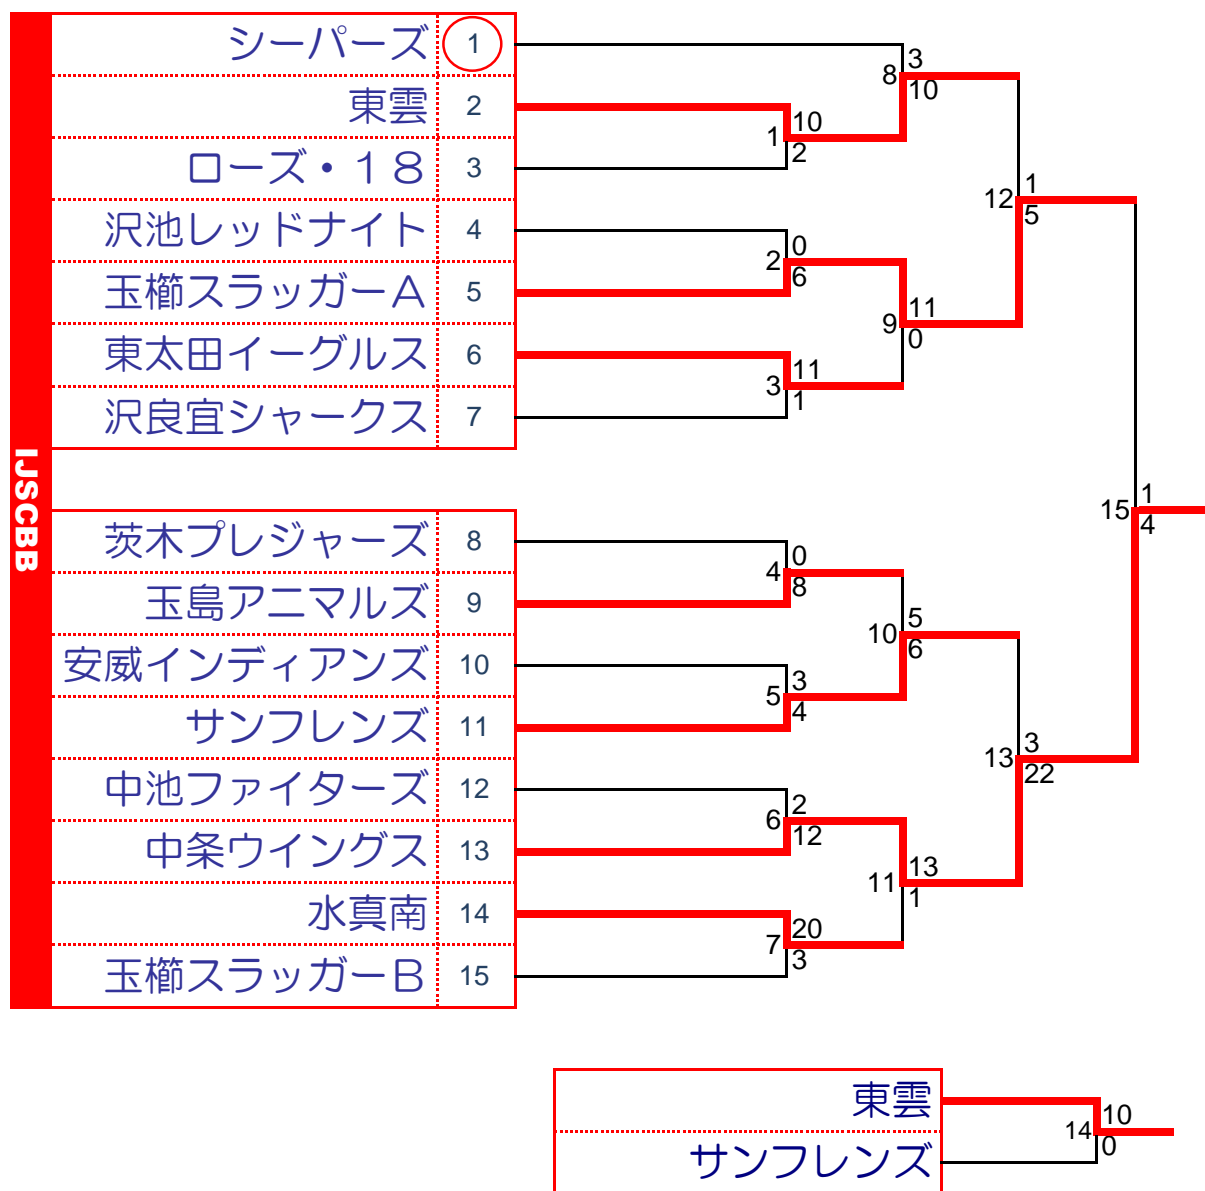 IJSCBB
シーパーズ 1
東雲 2
ローズ・１８ 3
沢池レッドナイト 4
玉櫛スラッガーＡ 5
東太田イーグルス 6
沢良宜シャークス 7
茨木プレジャーズ 8
玉島アニマルズ 9
安威インディアンズ 10
サンフレンズ 11
中池ファイターズ 12
中条ウイングス 13
水真南 14
玉櫛スラッガーＢ 15
1 10
2
2 0
6
3 11
1
4 0
8
5 3
4
6 2
12
7 20
3
8 3
10
9 11
0
10 5
6
11 13
1
12 1
5
13 3
22
15 1
4
東雲
サンフレンズ
14 10
0